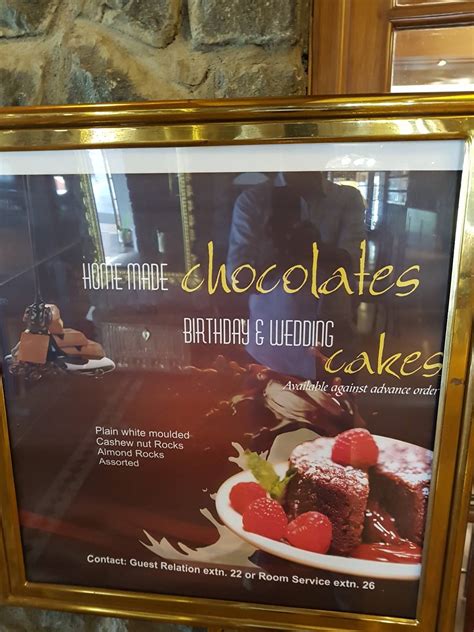 HOME MADE chocolates
BIRTHDAY & WEDDING
cakes
Available against advance order
Plain white moulded
Cashew nut Rocks
Almond Rocks
Assorted
Contact: Guest Relation extn. 22 or Room Service extn. 26